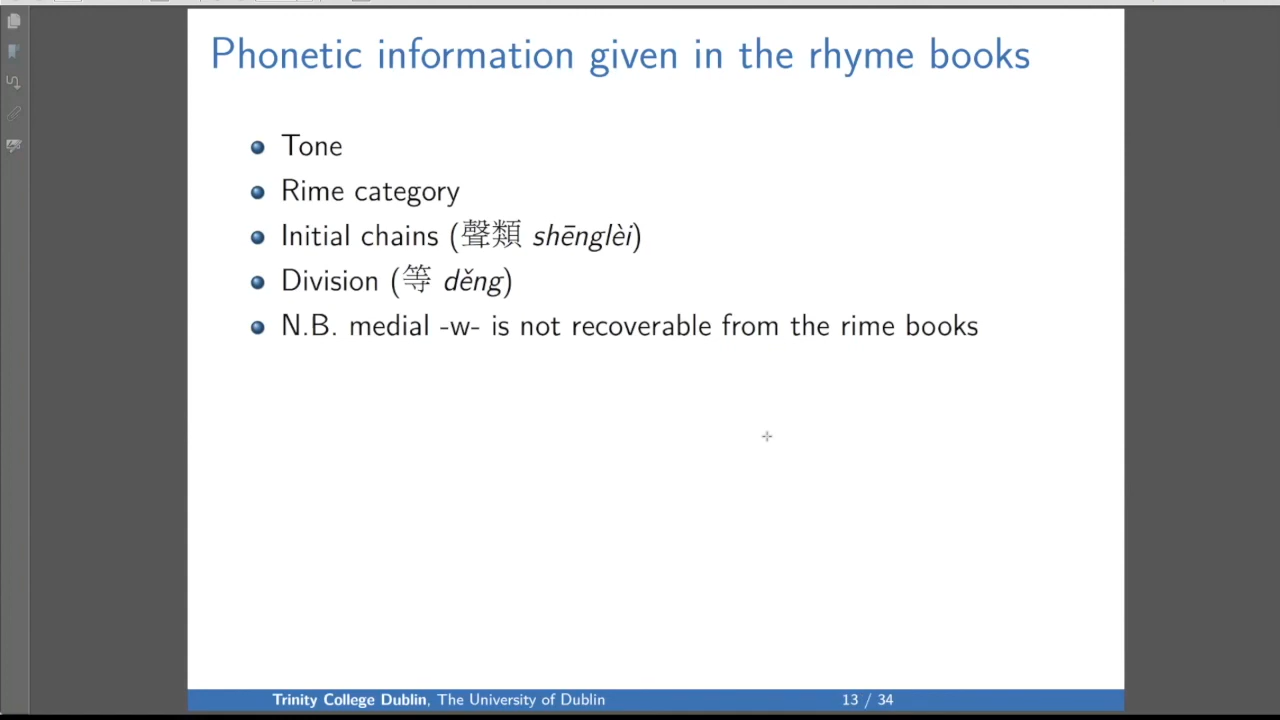 Phonetic information given in the rhyme books
Tone
Rime category
Initial chains (聲類 shēnglèi)
Division (等 děng)
N.B. medial -w- is not recoverable from the rime books
Trinity College Dublin, The University of Dublin
13 / 34